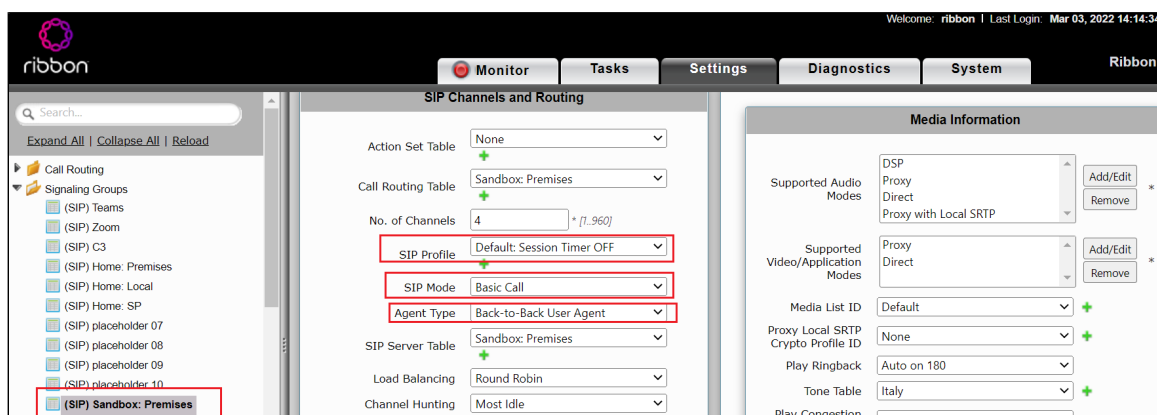 Welcome: ribbon | Last Login: Mar 03, 2022 14:14:34
ribbon
Monitor
Tasks
Settings
Diagnostics
System
Ribbon
Search...
Expand All | Collapse All | Reload
Call Routing
Signaling Groups
(SIP) Teams
(SIP) Zoom
(SIP) C3
(SIP) Home: Premises
(SIP) Home: Local
(SIP) Home: SP
(SIP) placeholder 07
(SIP) placeholder 08
(SIP) placeholder 09
(SIP) placeholder 10
(SIP) Sandbox: Premises
SIP Channels and Routing
Action Set Table None
Call Routing Table Sandbox: Premises
No. of Channels 4 * [1..960]
SIP Profile Default: Session Timer OFF
SIP Mode Basic Call
Agent Type Back-to-Back User Agent
SIP Server Table Sandbox: Premises
Load Balancing Round Robin
Channel Hunting Most Idle
Media Information
Supported Audio
Modes
DSP
Proxy
Direct
Proxy with Local SRTP
Add/Edit
Remove
*
Supported
Video/Application
Modes
Proxy
Direct
Add/Edit
Remove
*
Media List ID Default
Proxy Local SRTP
Crypto Profile ID None
Play Ringback Auto on 180
Tone Table Italy
Play Congestion